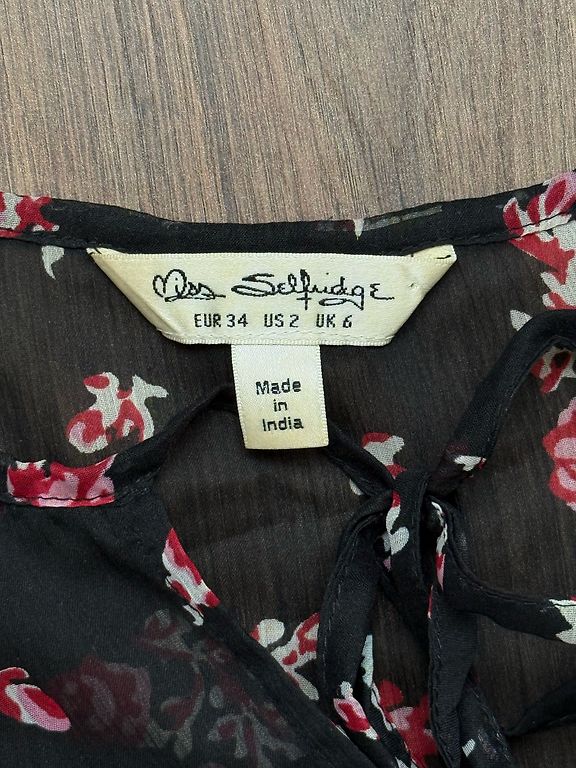 Miss Selfridge
EUR 34 US 2 UK 6
Made
in
India